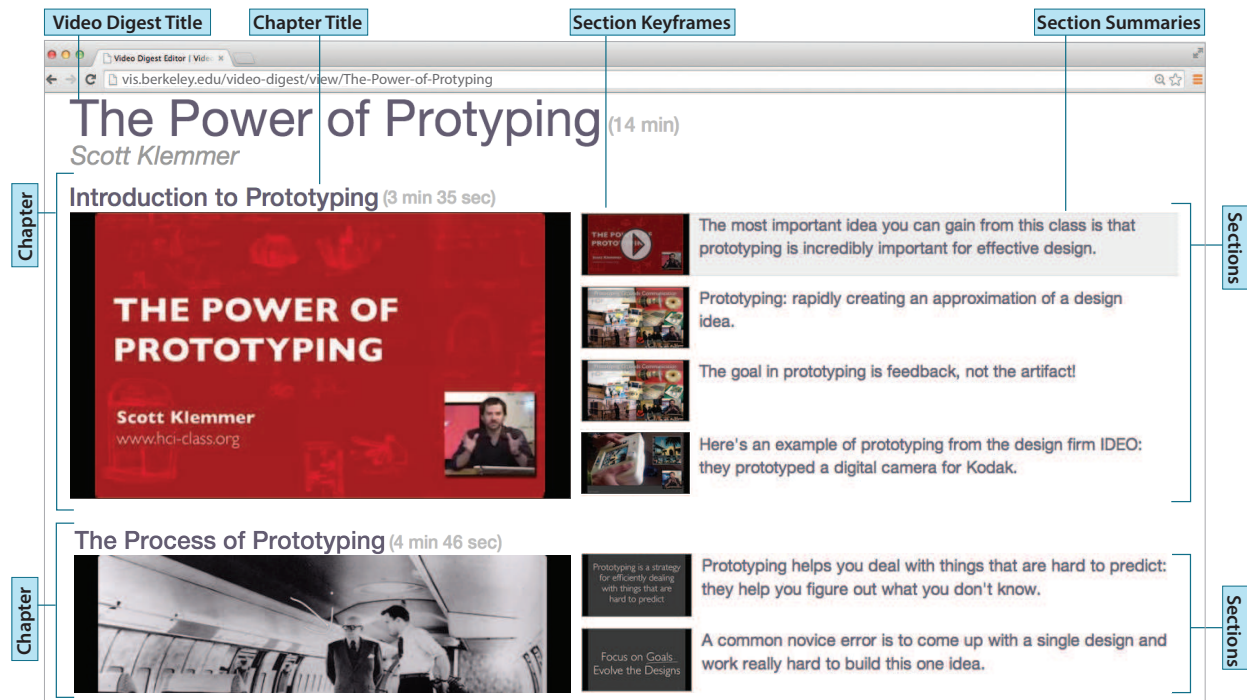 Video Digest Title
Chapter Title
Section Keyframes
Section Summaries
Video Digest Editor ( Vide
vis.berkeley.edu/video-digest/view/The-Power-of-Protyping
The Power of Protyping (14 min)
Scott Klemmer
Chapter
Introduction to Prototyping (3 min 35 sec)
THE POWER OF
PROTOTYPING
Scott Klemmer
www.hci-class.org
The most important idea you can gain from this class is that
prototyping is incredibly important for effective design.
Prototyping: rapidly creating an approximation of a design
idea.
The goal in prototyping is feedback, not the artifact!
Here's an example of prototyping from the design firm IDEO:
they prototyped a digital camera for Kodak.
Sections
Chapter
The Process of Prototyping (4 min 46 sec)
Prototyping is a strategy
for efficiently dealing
with things that are
hard to predict
Prototyping helps you deal with things that are hard to predict:
they help you figure out what you don't know.
Focus on Goals
Evolve the Designs
A common novice error is to come up with a single design and
work really hard to build this one idea.
Sections